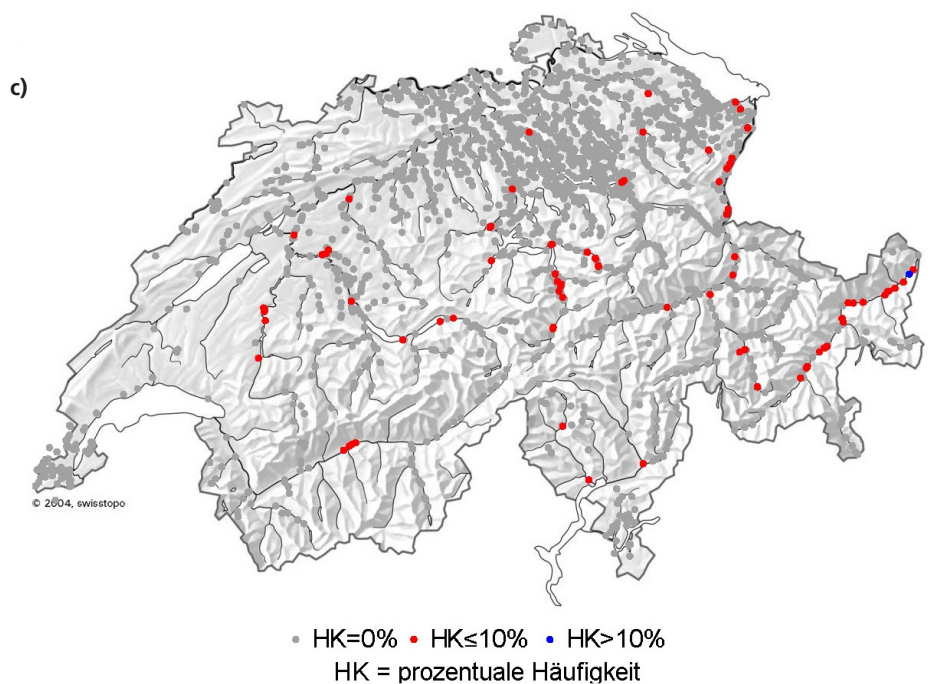 c)
© 2004, swisstopo
HK=0% HK≤10% HK>10%
HK = prozentuale Häufigkeit